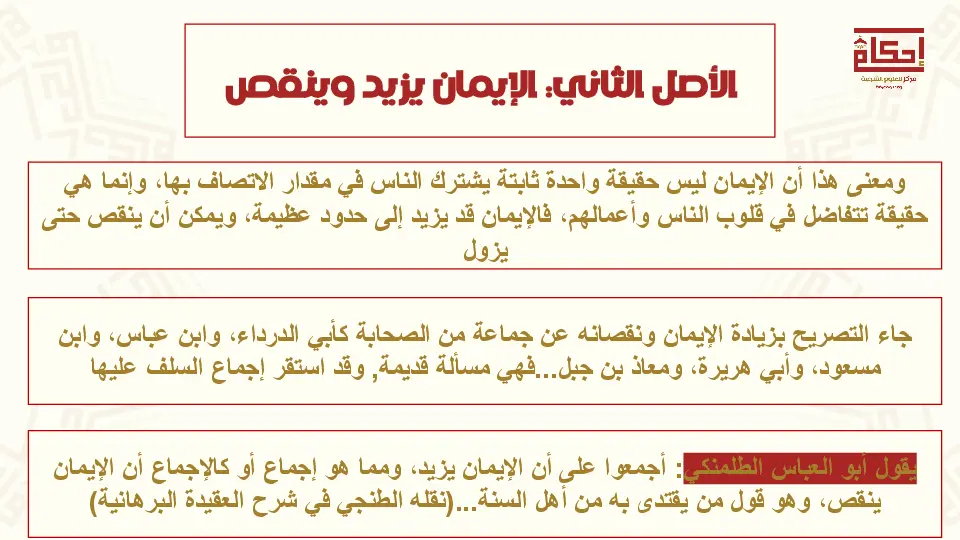 إحكام
مركز للعلوم الشرعية
الأصل الثاني: الإيمان يزيد وينقص
ومعنى هذا أن الإيمان ليس حقيقة واحدة ثابتة يشترك الناس في مقدار الاتصاف بها، وإنما هي
حقيقة تتفاضل في قلوب الناس وأعمالهم، فالإيمان قد يزيد إلى حدود عظيمة، ويمكن أن ينقص حتى
يزول
جاء التصريح بزيادة الإيمان ونقصانه عن جماعة من الصحابة كأبي الدرداء، وابن عباس، وابن
مسعود، وأبي هريرة، ومعاذ بن جبل...فهي مسألة قديمة, وقد استقر إجماع السلف عليها
يقول أبو العباس الطلمنكي: أجمعوا على أن الإيمان يزيد، ومما هو إجماع أو كالإجماع أن الإيمان
ينقص، وهو قول من يقتدى به من أهل السنة...(نقله الطنجي في شرح العقيدة البرهانية)